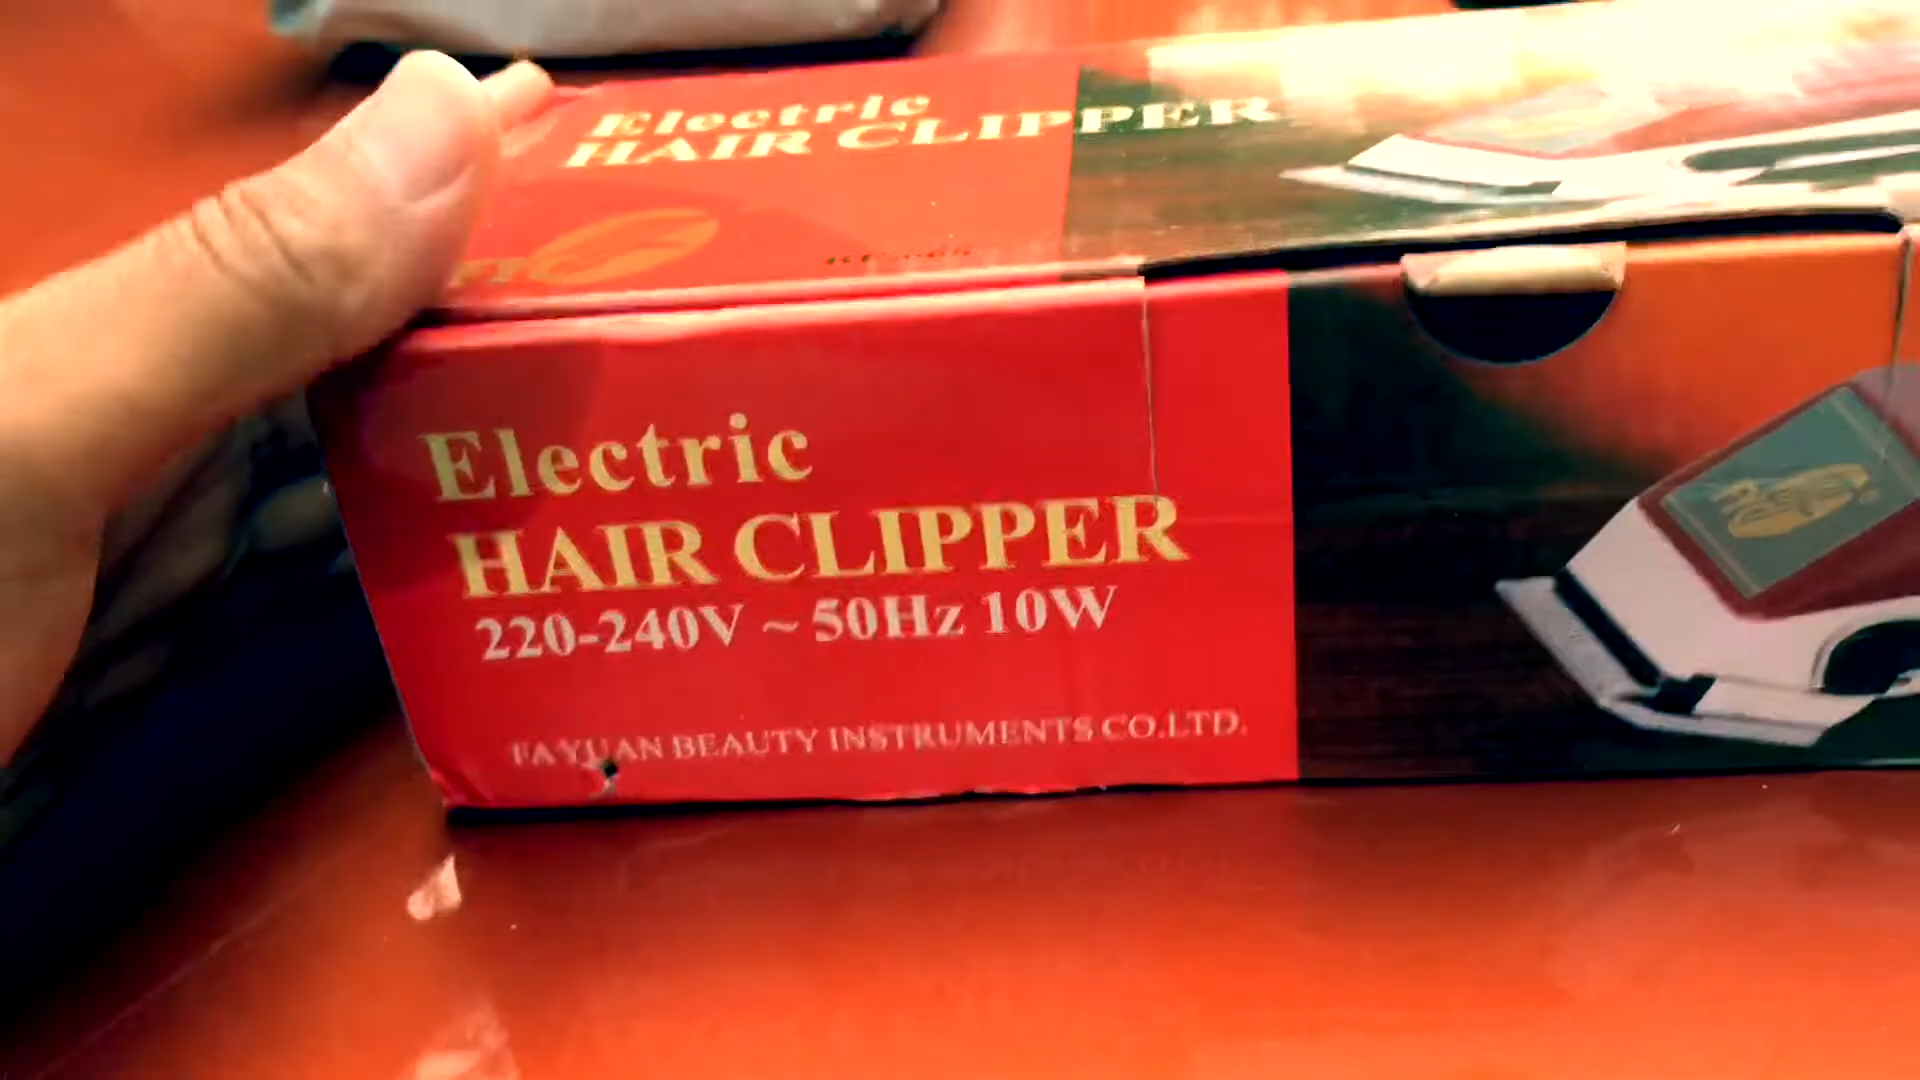 Electric
HAIR CLIPPER
Electric
HAIR CLIPPER
220-240V ~ 50Hz 10W
FAYUAN BEAUTY INSTRUMENTS CO.LTD.